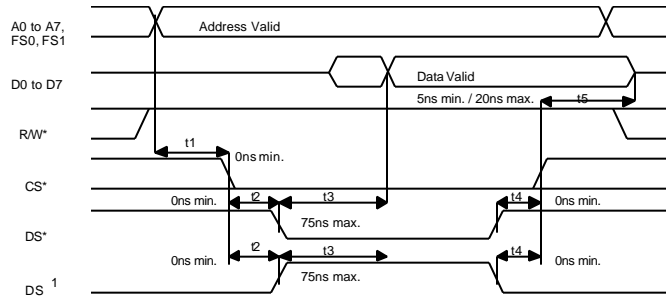 A0 to A7,
FS0, FS1
Address Valid
D0 to D7
Data Valid
5ns min. / 20ns max.
t5
R/W*
t1
0ns min.
CS*
0ns min.
t2
t3
t4
0ns min.
75ns max.
DS*
0ns min.
t2
t3
t4
0ns min.
75ns max.
DS 1